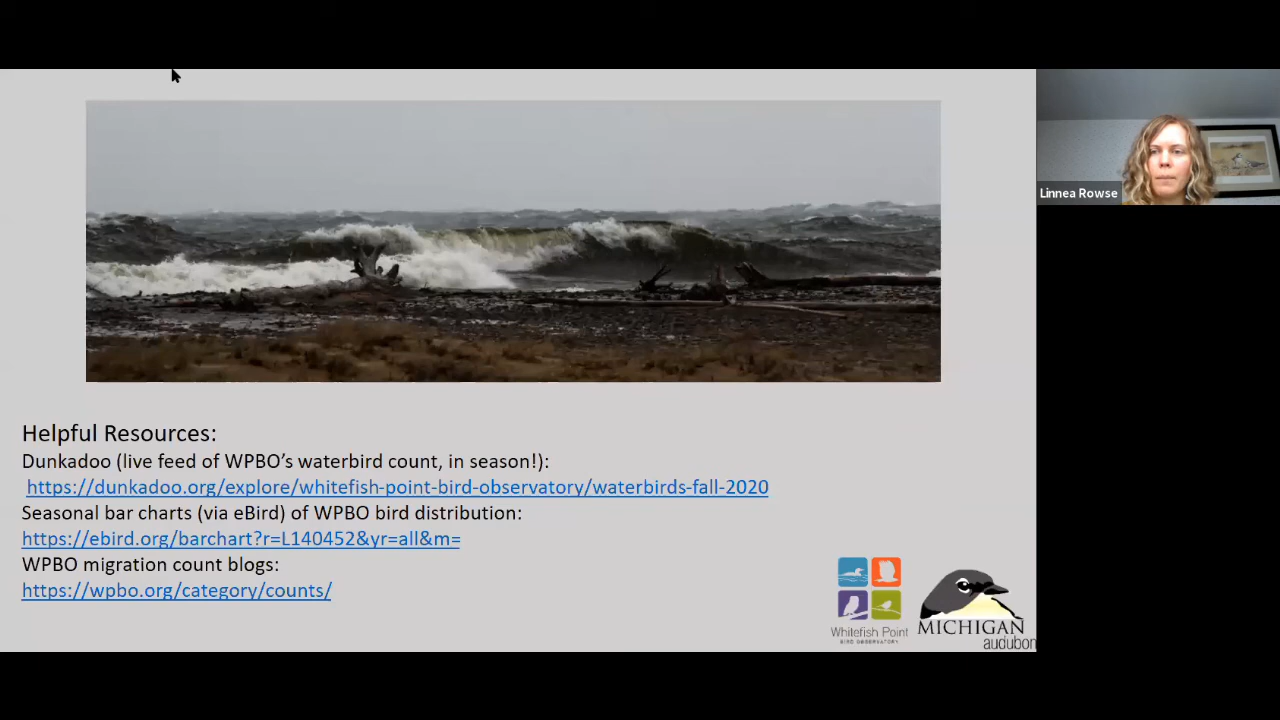 Linnea Rowse
Helpful Resources:
Dunkadoo (live feed of WPBO's waterbird count, in season!):
https://dunkadoo.org/explore/whitefish-point-bird-observatory/waterbirds-fall-2020
Seasonal bar charts (via eBird) of WPBO bird distribution:
https://ebird.org/barchart?r=L140452&yr=all&m=
WPBO migration count blogs:
https://wpbo.org/category/counts/
Whitefish Point
BIRD OBSERVATORY
MICHIGAN
audubon